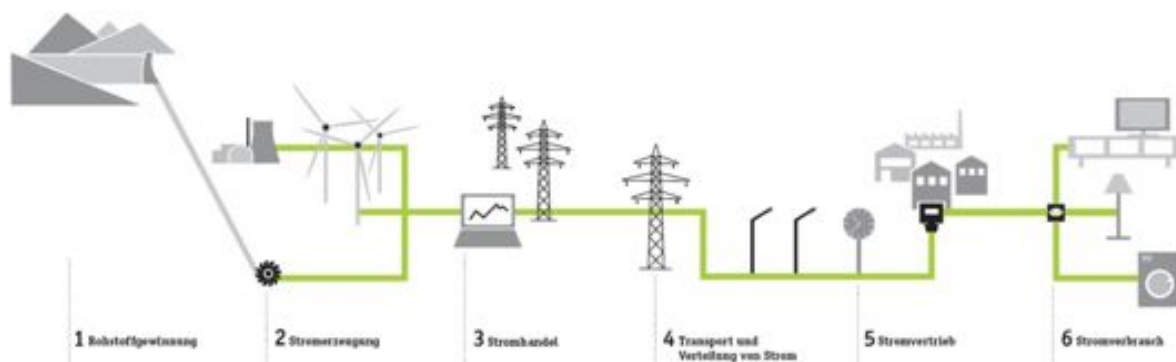 1 Rohstoffgewinnung
2 Stromerzeugung
3 Stromhandel
4 Transport und
Verteilung von Strom
5 Stromvertrieb
6 Stromverbrauch